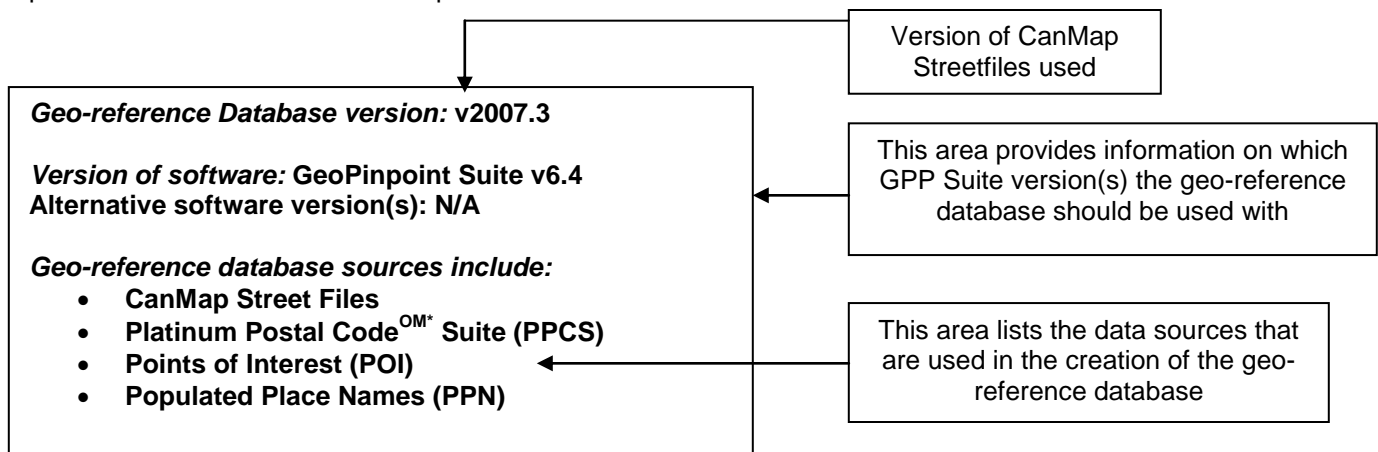 Version of CanMap
Streetfiles used
Geo-reference Database version: v2007.3
Version of software: GeoPinpoint Suite v6.4
Alternative software version(s): N/A
This area provides information on which
GPP Suite version(s) the geo-reference
database should be used with
Geo-reference database sources include:
• CanMap Street Files
• Platinum Postal Code^OM* Suite (PPCS)
• Points of Interest (POI)
• Populated Place Names (PPN)
This area lists the data sources that
are used in the creation of the geo-
reference database